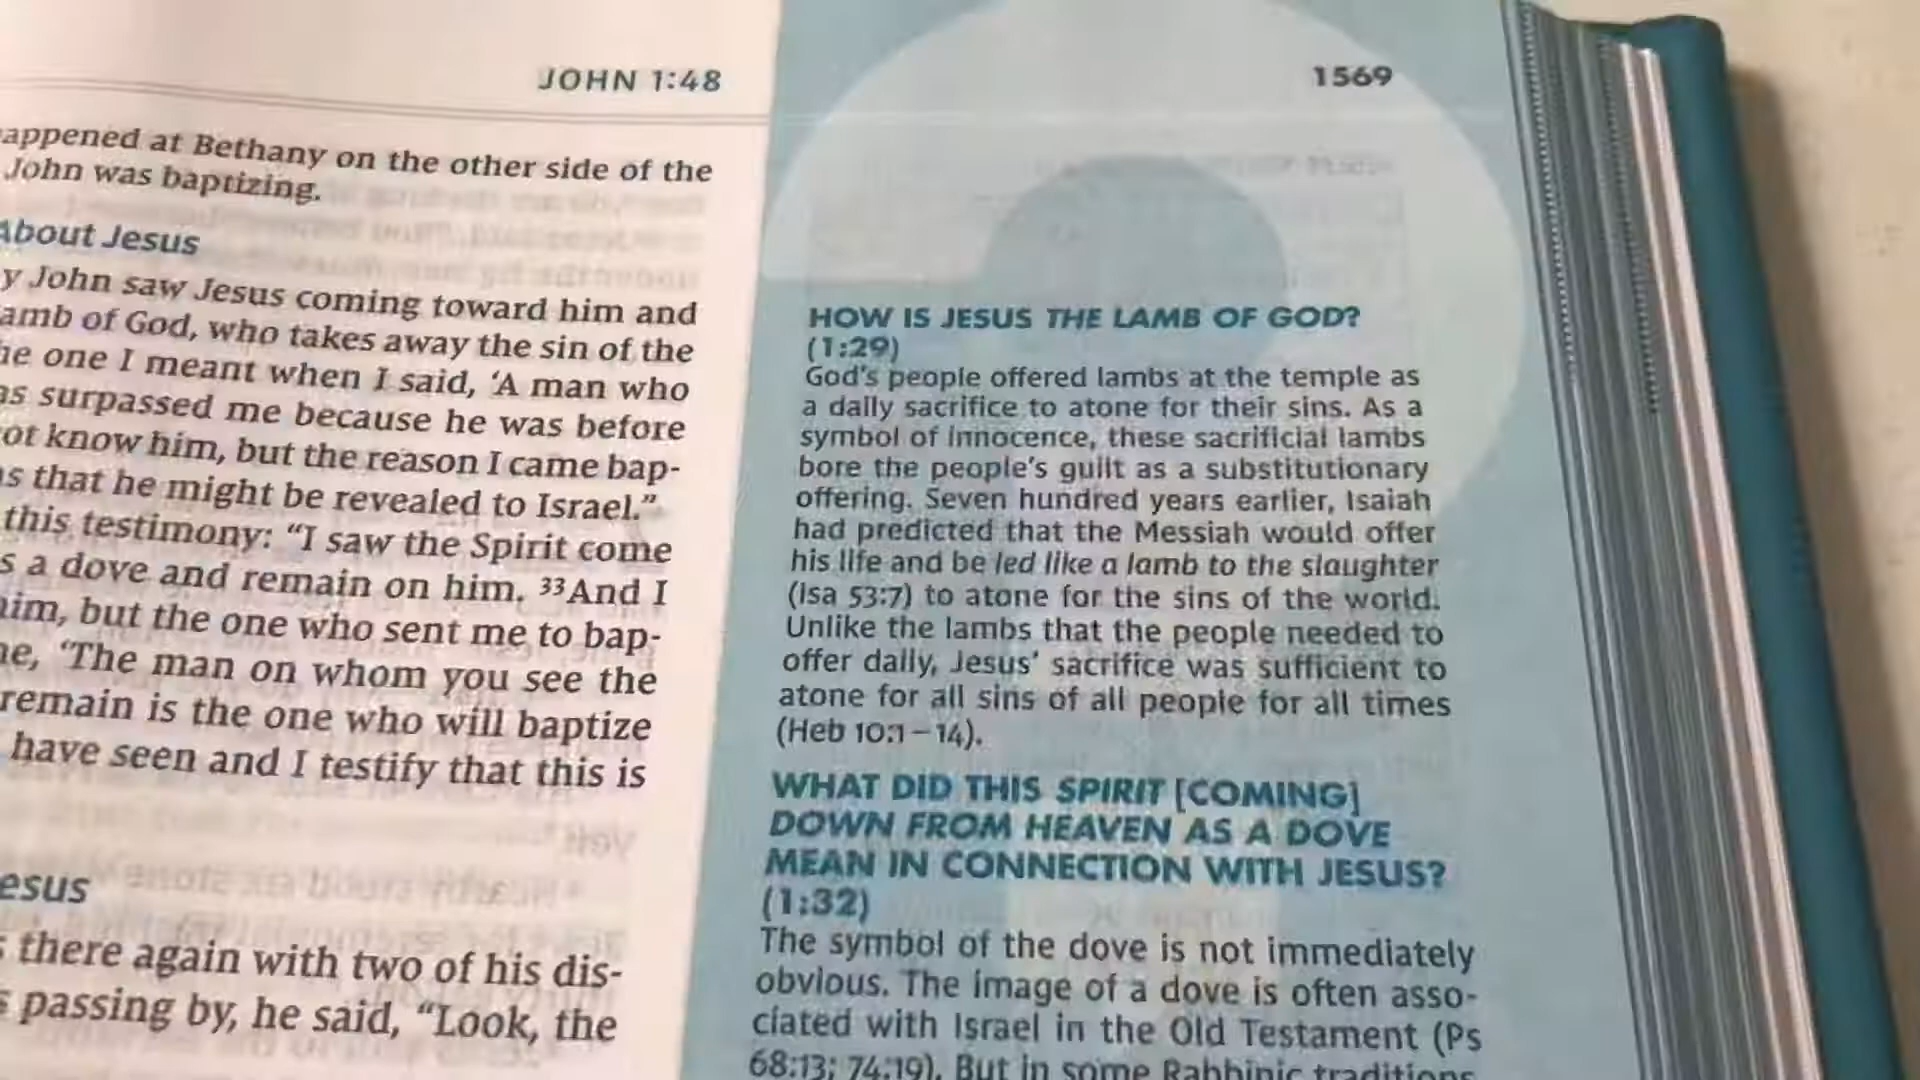 JOHN 1:48
1569
appened at Bethany on the other side of the
John was baptizing.
About Jesus
y John saw Jesus coming toward him and
amb of God, who takes away the sin of the
he one I meant when I said, ‘A man who
as surpassed me because he was before
ot know him, but the reason I came bap-
s that he might be revealed to Israel.”
this testimony: “I saw the Spirit come
s a dove and remain on him. ³³And I
him, but the one who sent me to bap-
me, ‘The man on whom you see the
remain is the one who will baptize
have seen and I testify that this is
esus
s there again with two of his dis-
s passing by, he said, “Look, the
HOW IS JESUS THE LAMB OF GOD?
(1:29)
God’s people offered lambs at the temple as
a daily sacrifice to atone for their sins. As a
symbol of innocence, these sacrificial lambs
bore the people’s guilt as a substitutionary
offering. Seven hundred years earlier, Isaiah
had predicted that the Messiah would offer
his life and be led like a lamb to the slaughter
(Isa 53:7) to atone for the sins of the world.
Unlike the lambs that the people needed to
offer daily, Jesus’ sacrifice was sufficient to
atone for all sins of all people for all times
(Heb 10:1–14).
WHAT DID THIS SPIRIT [COMING]
DOWN FROM HEAVEN AS A DOVE
MEAN IN CONNECTION WITH JESUS?
(1:32)
The symbol of the dove is not immediately
obvious. The image of a dove is often asso-
ciated with Israel in the Old Testament (Ps
68:13; 74:19). But in some Rabbinic traditions